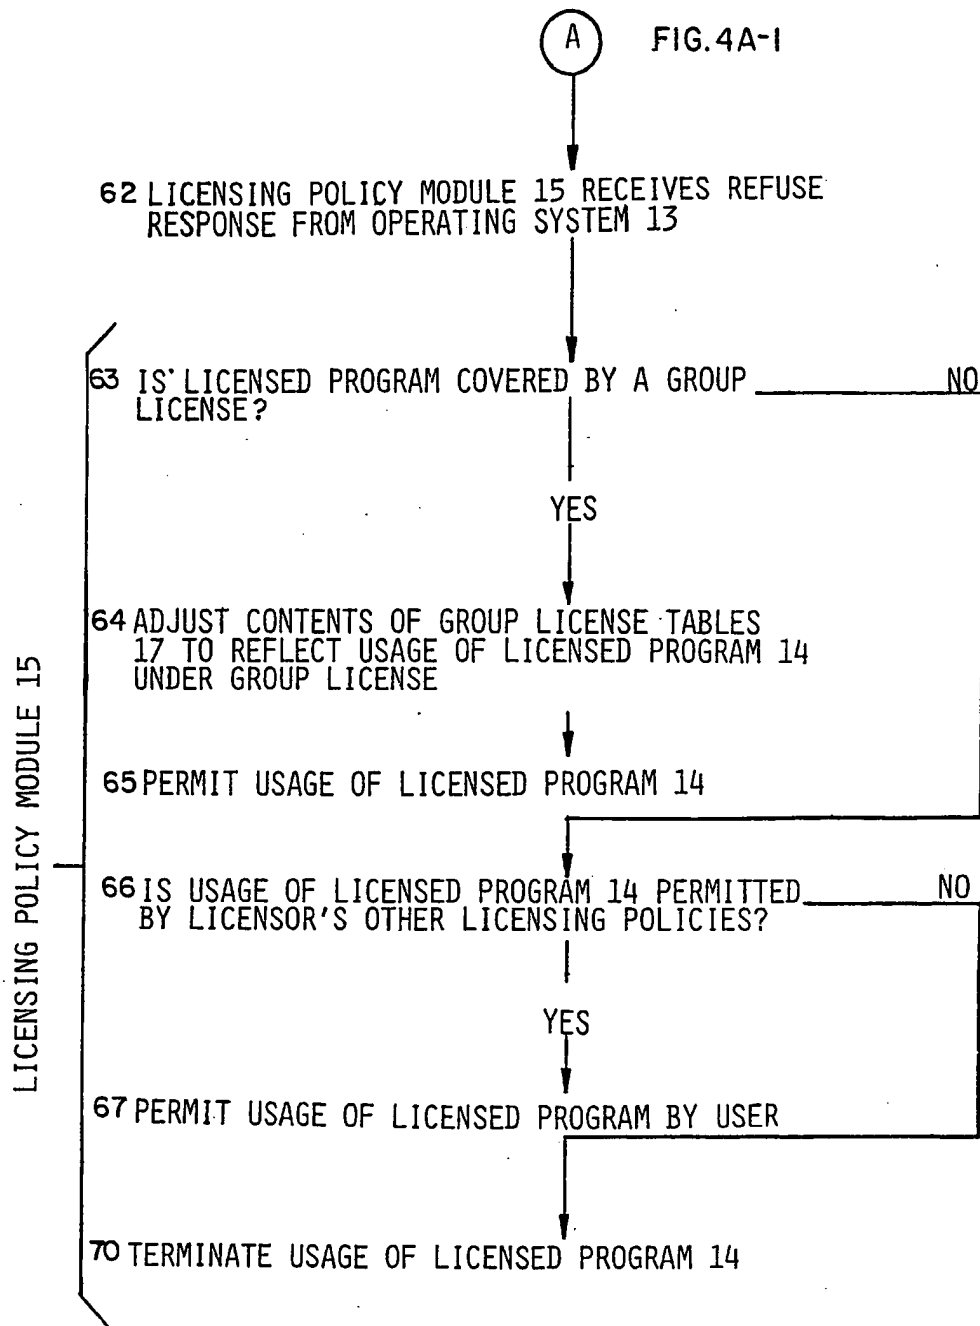 A
FIG.4A-1
62 LICENSING POLICY MODULE 15 RECEIVES REFUSE
RESPONSE FROM OPERATING SYSTEM 13
63 IS LICENSED PROGRAM COVERED BY A GROUP NO
LICENSE?
YES
64 ADJUST CONTENTS OF GROUP LICENSE TABLES
17 TO REFLECT USAGE OF LICENSED PROGRAM 14
UNDER GROUP LICENSE
65 PERMIT USAGE OF LICENSED PROGRAM 14
66 IS USAGE OF LICENSED PROGRAM 14 PERMITTED NO
BY LICENSOR'S OTHER LICENSING POLICIES?
YES
67 PERMIT USAGE OF LICENSED PROGRAM BY USER
70 TERMINATE USAGE OF LICENSED PROGRAM 14
LICENSING POLICY MODULE 15